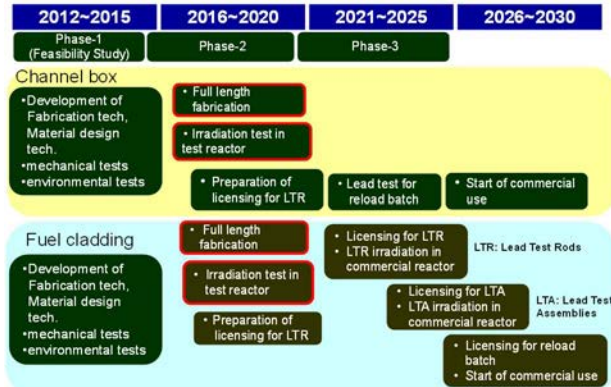 2012~2015 2016~2020 2021~2025 2026~2030
Phase-1
(Feasibility Study)
Phase-2
Phase-3
Channel box
•Development of
Fabrication tech,
Material design
tech.
•mechanical tests
•environmental tests
• Full length
fabrication
• Irradiation test in
test reactor
• Preparation of
licensing for LTR
• Lead test for
reload batch
• Start of commercial
use
Fuel cladding
•Development of
Fabrication tech,
Material design
tech.
•mechanical tests
•environmental tests
• Full length
fabrication
• Irradiation test in
test reactor
• Preparation of
licensing for LTR
• Licensing for LTR
• LTR irradiation in
commercial reactor
LTR: Lead Test Rods
• Licensing for LTA
• LTA irradiation in
commercial reactor
LTA: Lead Test
Assemblies
• Licensing for reload
batch
• Start of commercial use